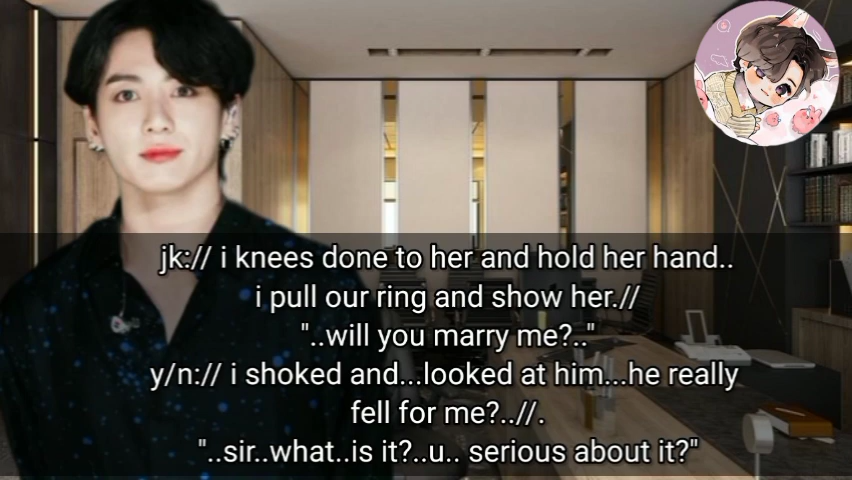 jk:// i knees done to her and hold her hand..
i pull our ring and show her.//
"..will you marry me?.."
y/n:// i shoked and...looked at him...he really
fell for me?..//.
"..sir..what..is it?..u.. serious about it?"